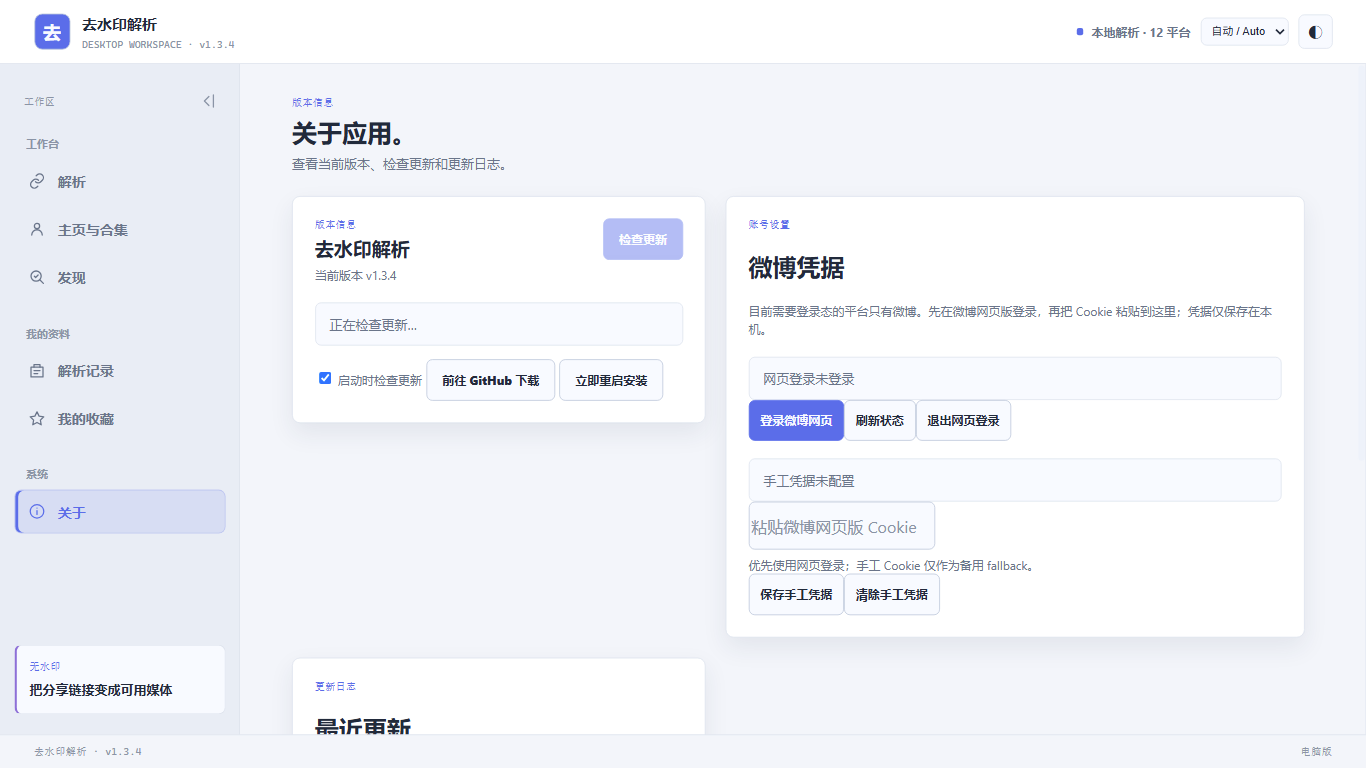 去
去水印解析
DESKTOP WORKSPACE · v1.3.4
本地解析 · 12 平台
自动 / Auto
工作区
工作台
解析
主页与合集
发现
我的资料
解析记录
我的收藏
系统
关于
无水印
把分享链接变成可用媒体
版本信息
关于应用。
查看当前版本、检查更新和更新日志。
版本信息
去水印解析
当前版本 v1.3.4
检查更新
正在检查更新...
启动时检查更新
前往 GitHub 下载
立即重启安装
账号设置
微博凭据
目前需要登录态的平台只有微博。先在微博网页版登录，再把 Cookie 粘贴到这里；凭据仅保存在本
机。
网页登录未登录
登录微博网页
刷新状态
退出网页登录
手工凭据未配置
粘贴微博网页版 Cookie
优先使用网页登录；手工 Cookie 仅作为备用 fallback。
保存手工凭据
清除手工凭据
更新日志
最近更新
去水印解析 · v1.3.4
电脑版